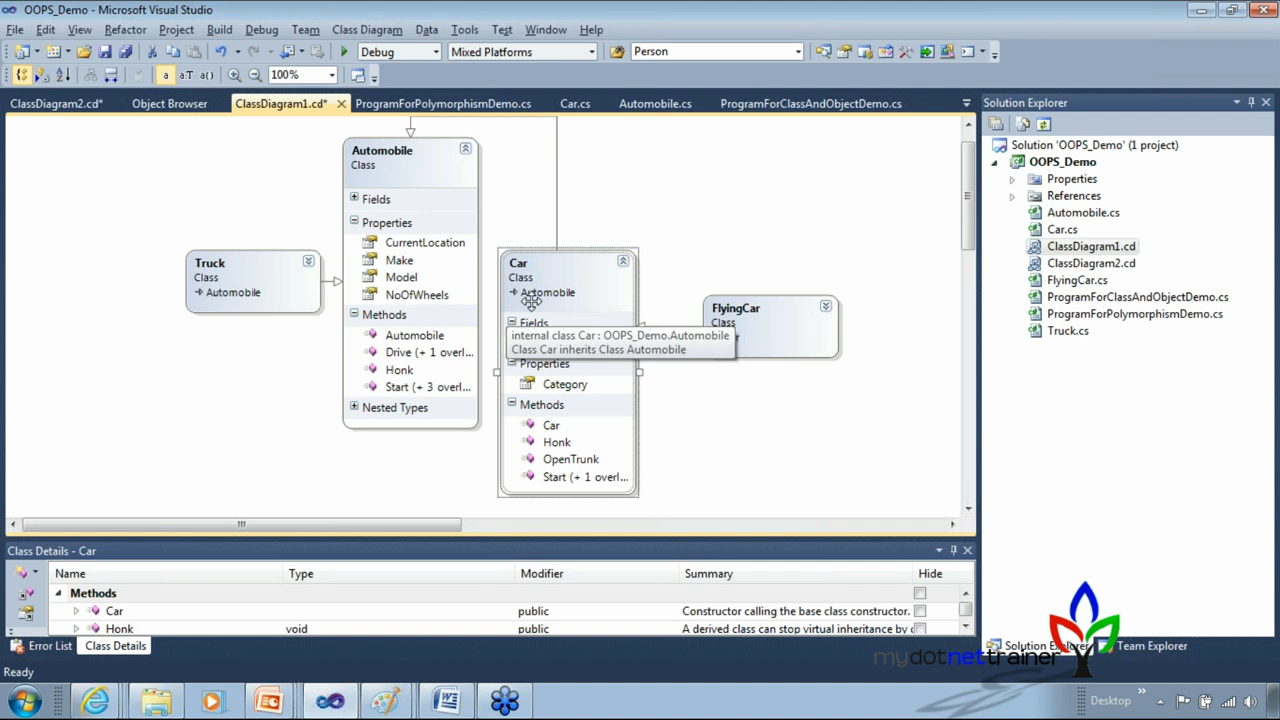 OOPS_Demo - Microsoft Visual Studio
File Edit View Refactor Project Build Debug Team Class Diagram Data Tools Test Window Help
Debug Mixed Platforms Person
100%
ClassDiagram2.cd* Object Browser ClassDiagram1.cd* ProgramForPolymorphismDemo.cs Car.cs Automobile.cs ProgramForClassAndObjectDemo.cs
Automobile
Class
Fields
Properties
CurrentLocation
Make
Model
NoOfWheels
Methods
Automobile
Drive (+ 1 overl...
Honk
Start (+ 3 overl...
Nested Types
Truck
Class
Automobile
Car
Class
Automobile
Fields
internal class Car : OOPS_Demo.Automobile
Class Car inherits Class Automobile
Properties
Category
Methods
Car
Honk
OpenTrunk
Start (+ 1 overl...
FlyingCar
Class
Solution Explorer
Solution 'OOPS_Demo' (1 project)
OOPS_Demo
Properties
References
Automobile.cs
Car.cs
ClassDiagram1.cd
ClassDiagram2.cd
FlyingCar.cs
ProgramForClassAndObjectDemo.cs
ProgramForPolymorphismDemo.cs
Truck.cs
Class Details - Car
Name Type Modifier Summary Hide
Methods
Car public Constructor calling the base class constructor.
Honk void public A derived class can stop virtual inheritance by
Error List Class Details
Solution Explorer Team Explorer
mydotnettrainer
Ready
Desktop